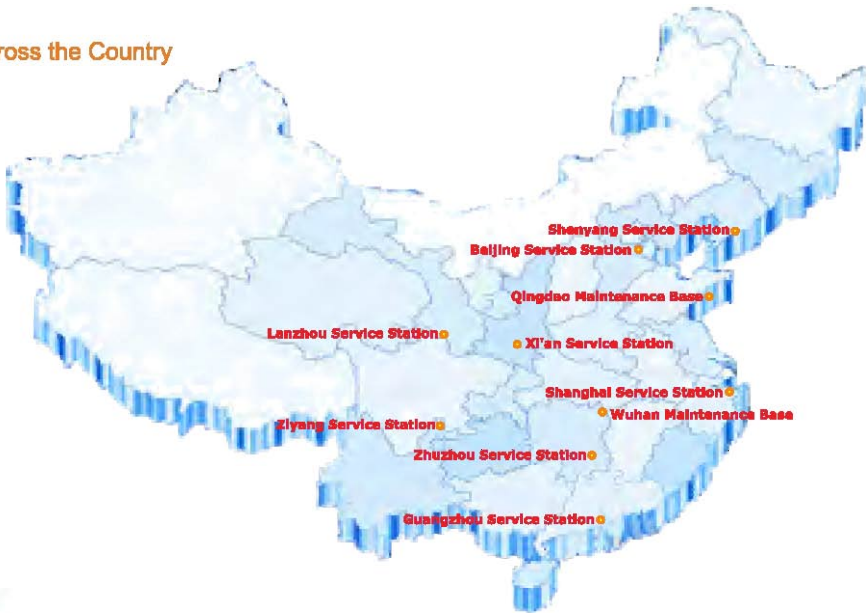 ross the Country
Shenyang Service Station
Beijing Service Station
Qingdao Maintenance Base
Lanzhou Service Station
Xi'an Service Station
Shanghai Service Station
Wuhan Maintenance Base
Ziyang Service Station
Zhuzhou Service Station
Guangzhou Service Station